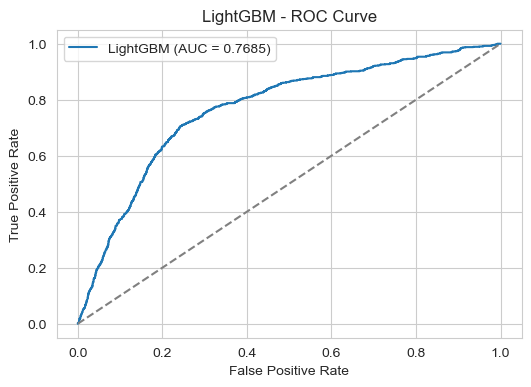 LightGBM - ROC Curve
LightGBM (AUC = 0.7685)
1.0
0.8
0.6
0.4
0.2
0.0
True Positive Rate
0.0 0.2 0.4 0.6 0.8 1.0
False Positive Rate